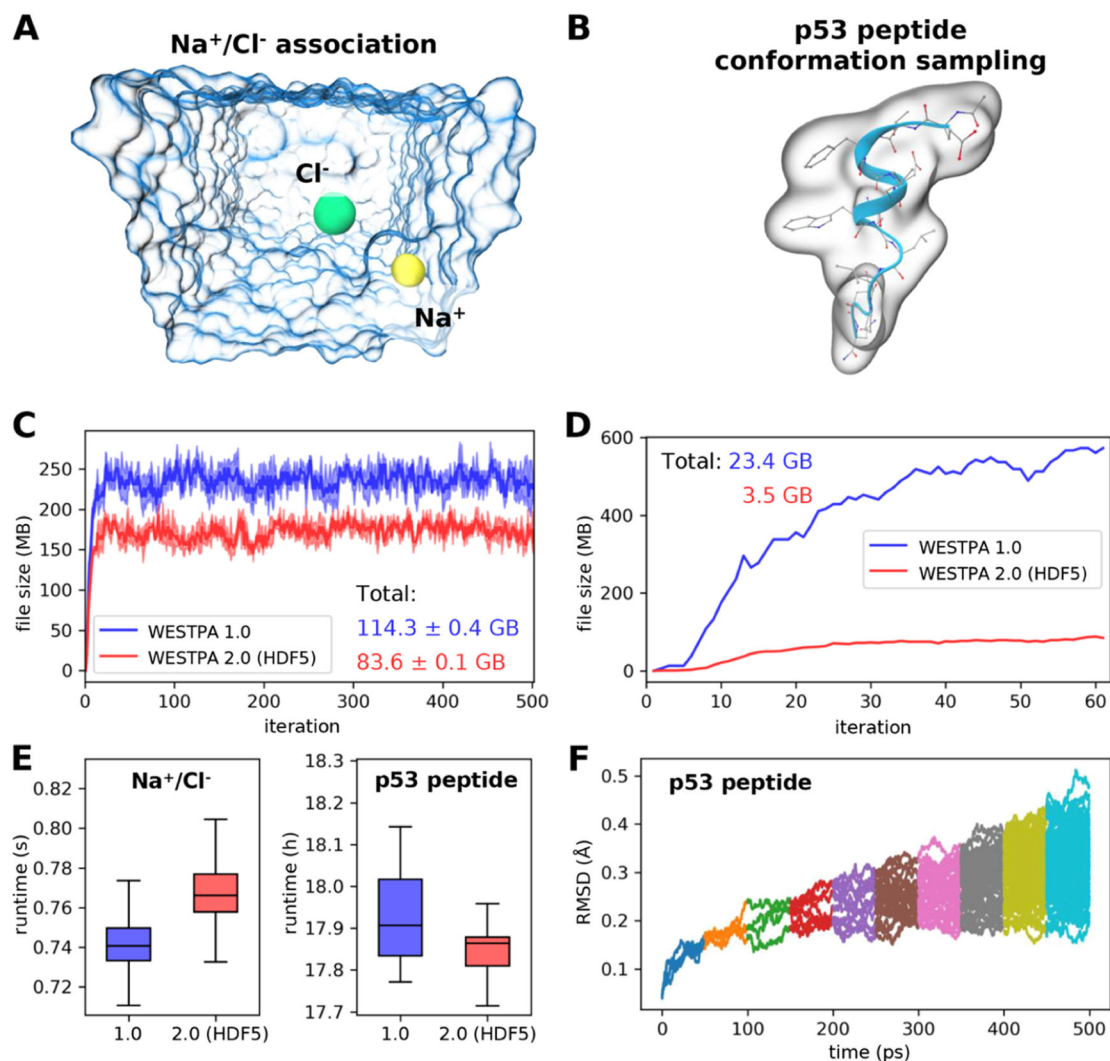 A
Na⁺/Cl⁻ association
Cl⁻
Na⁺
B
p53 peptide
conformation sampling
C
file size (MB)
250
200
150
100
50
0
WESTPA 1.0
WESTPA 2.0 (HDF5)
Total:
114.3 ± 0.4 GB
83.6 ± 0.1 GB
0 100 200 300 400 500
iteration
D
file size (MB)
600
400
200
0
Total: 23.4 GB
3.5 GB
WESTPA 1.0
WESTPA 2.0 (HDF5)
0 10 20 30 40 50 60
iteration
E
Na⁺/Cl⁻
runtime (s)
0.82
0.80
0.78
0.76
0.74
0.72
1.0 2.0 (HDF5)
p53 peptide
runtime (h)
18.3
18.2
18.1
18.0
17.9
17.8
17.7
1.0 2.0 (HDF5)
F
p53 peptide
RMSD (Å)
0.5
0.4
0.3
0.2
0.1
0 100 200 300 400 500
time (ps)